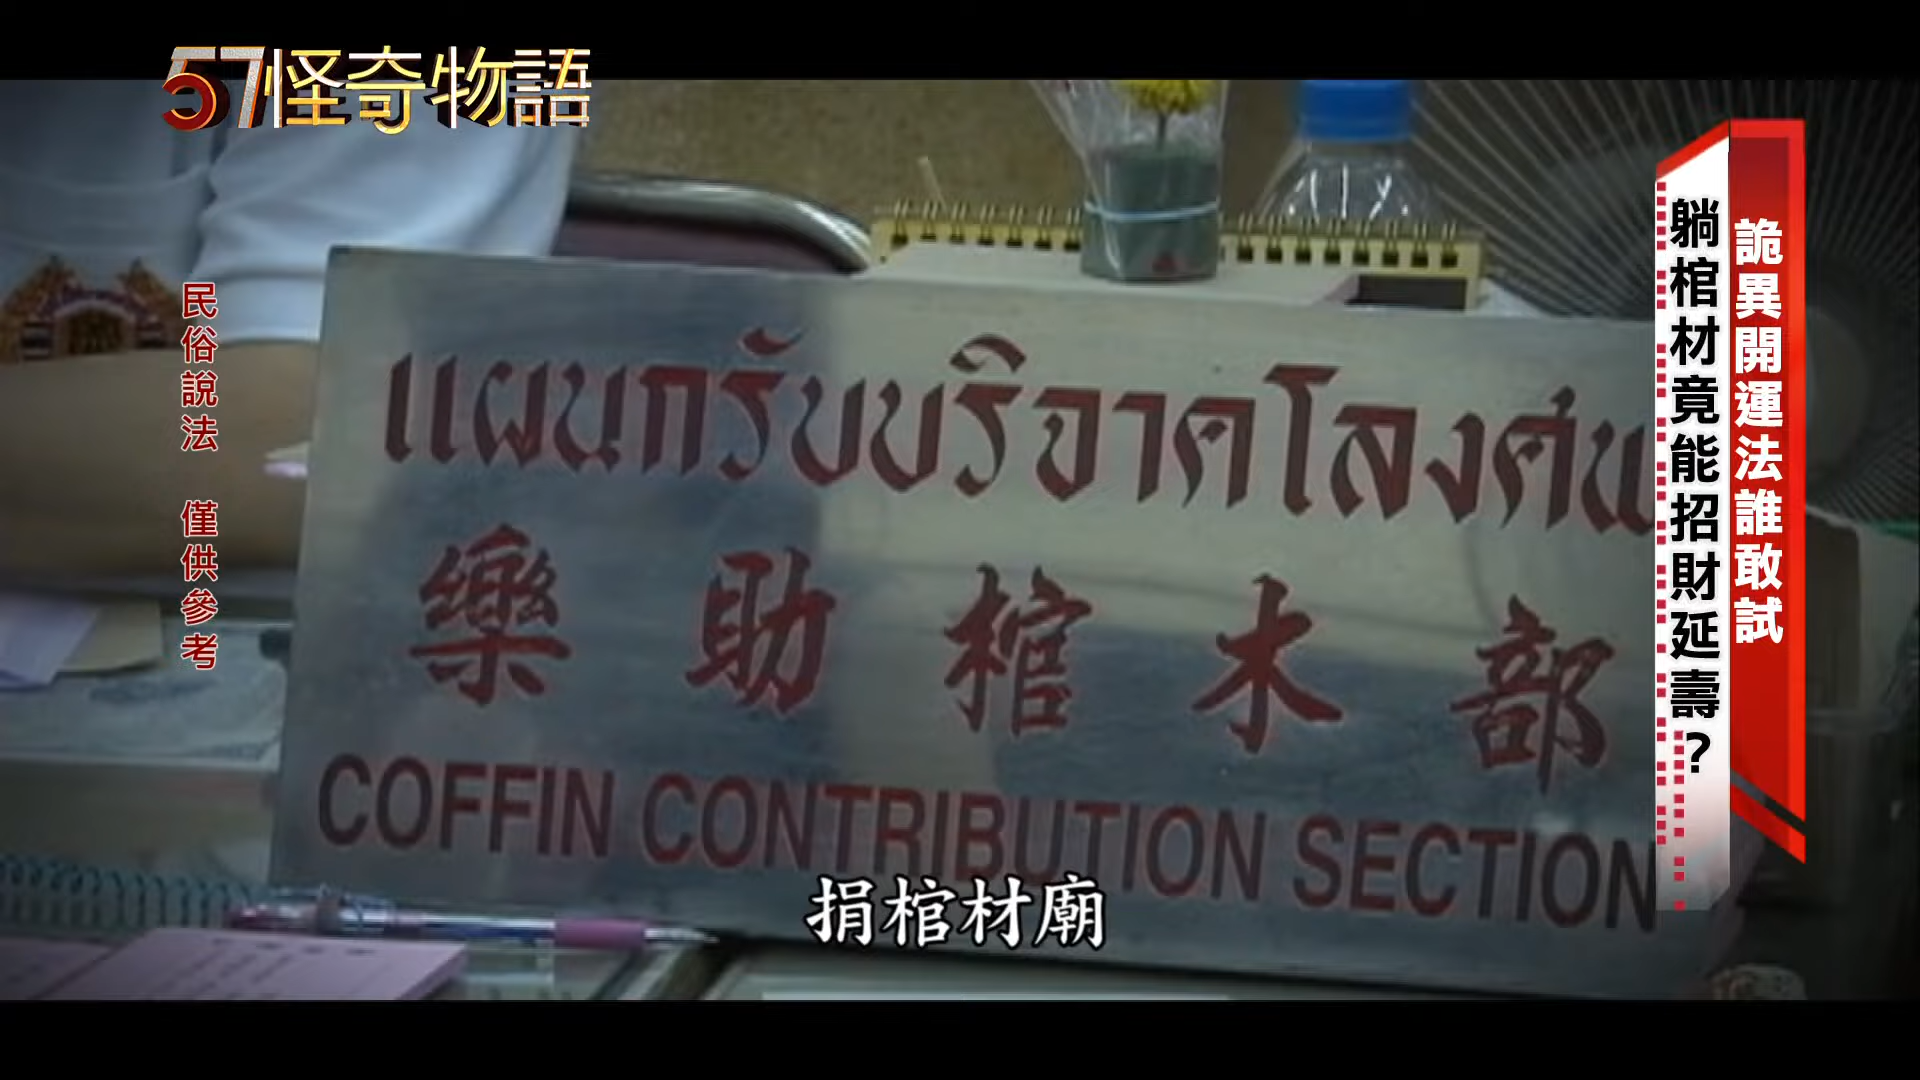 57怪奇物語
詭異開運法誰敢試
躺棺材竟能招財延壽？
民俗說法 僅供參考
แผนกรับบริจาคโลงศพ
樂助棺木部
COFFIN CONTRIBUTION SECTION
捐棺材廟